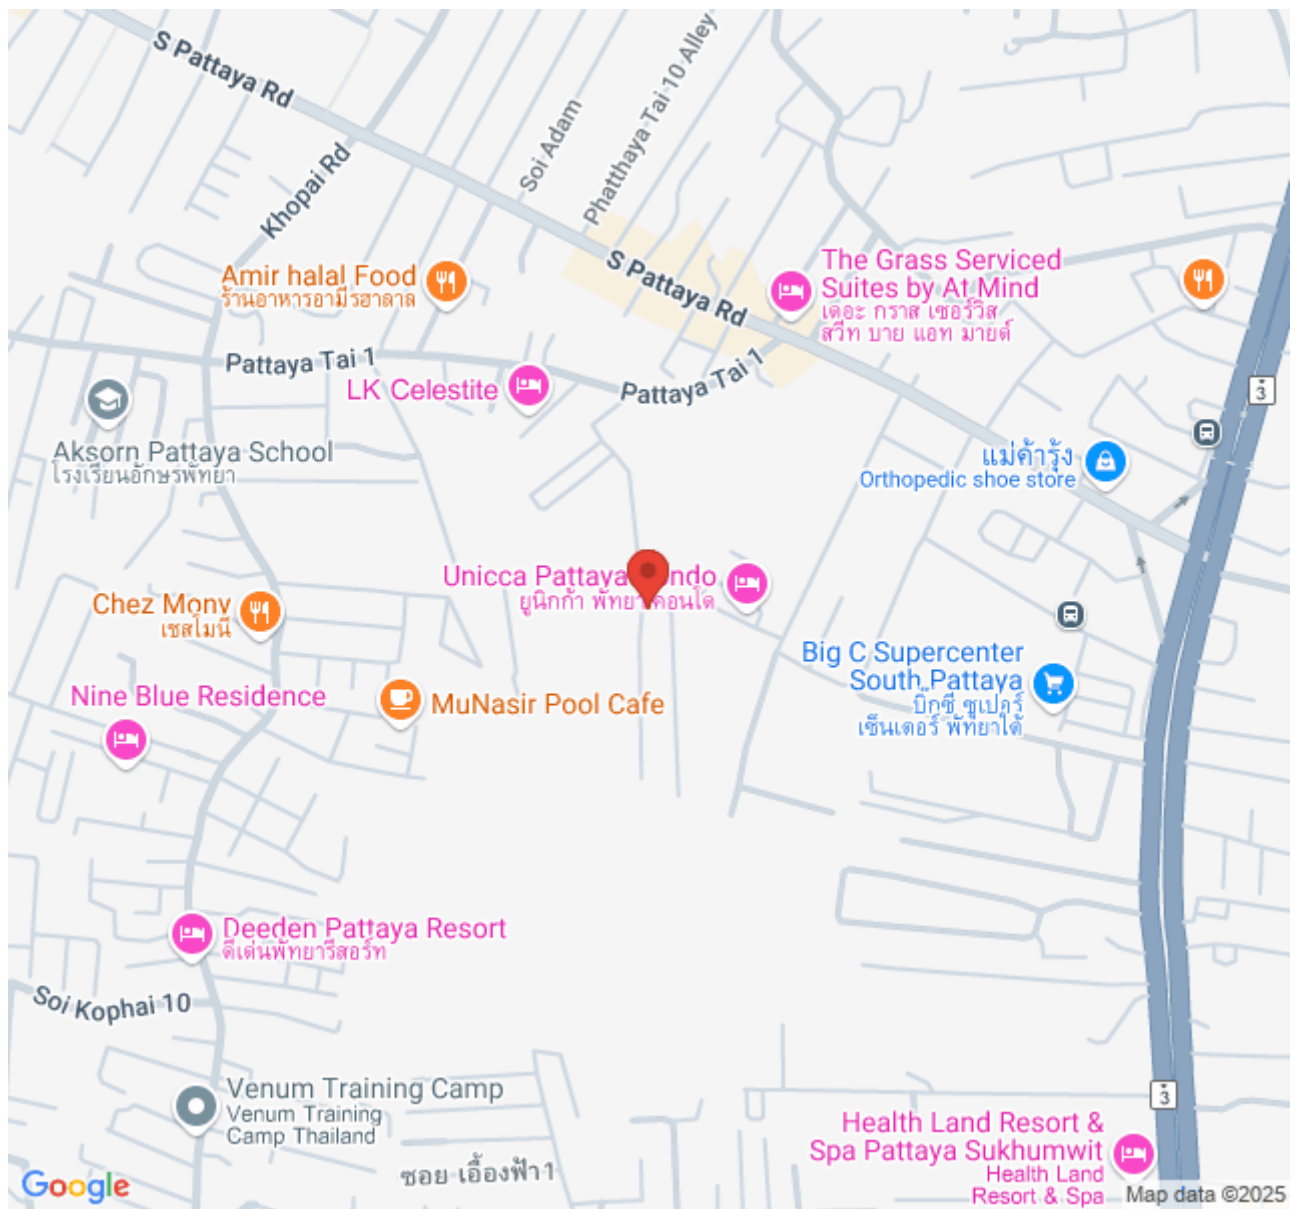 S Pattaya Rd
Phatthaya Tai 10 Alley
Soi Adam
Khopai Rd
S Pattaya Rd
The Grass Serviced
Suites by At Mind
เดอะ กราส เซอร์วิส
สวีท บาย แอท มายด์
Amir halal Food
ร้านอาหารอามีรฮาลาล
Pattaya Tai 1
Pattaya Tai 1
LK Celestite
3
Aksorn Pattaya School
โรงเรียนอักษรพัทยา
แม่ค้ารุ้ง
Orthopedic shoe store
Unicca Pattaya
ยูนิกก้า พัทยา คอนโด
Chez Mony
เชสโมนี
Big C Supercenter
South Pattaya
บิ๊กซี ซูเปอร์
เซ็นเตอร์ พัทยาใต้
Nine Blue Residence
MuNasir Pool Cafe
Deeden Pattaya Resort
ดีเด่นพัทยารีสอร์ท
Soi Kophai 10
Venum Training Camp
Venum Training
Camp Thailand
3
Health Land Resort &
Spa Pattaya Sukhumwit
Health Land
Resort & Spa
ซอย เอื้องฟ้า1
Google
Map data ©2025